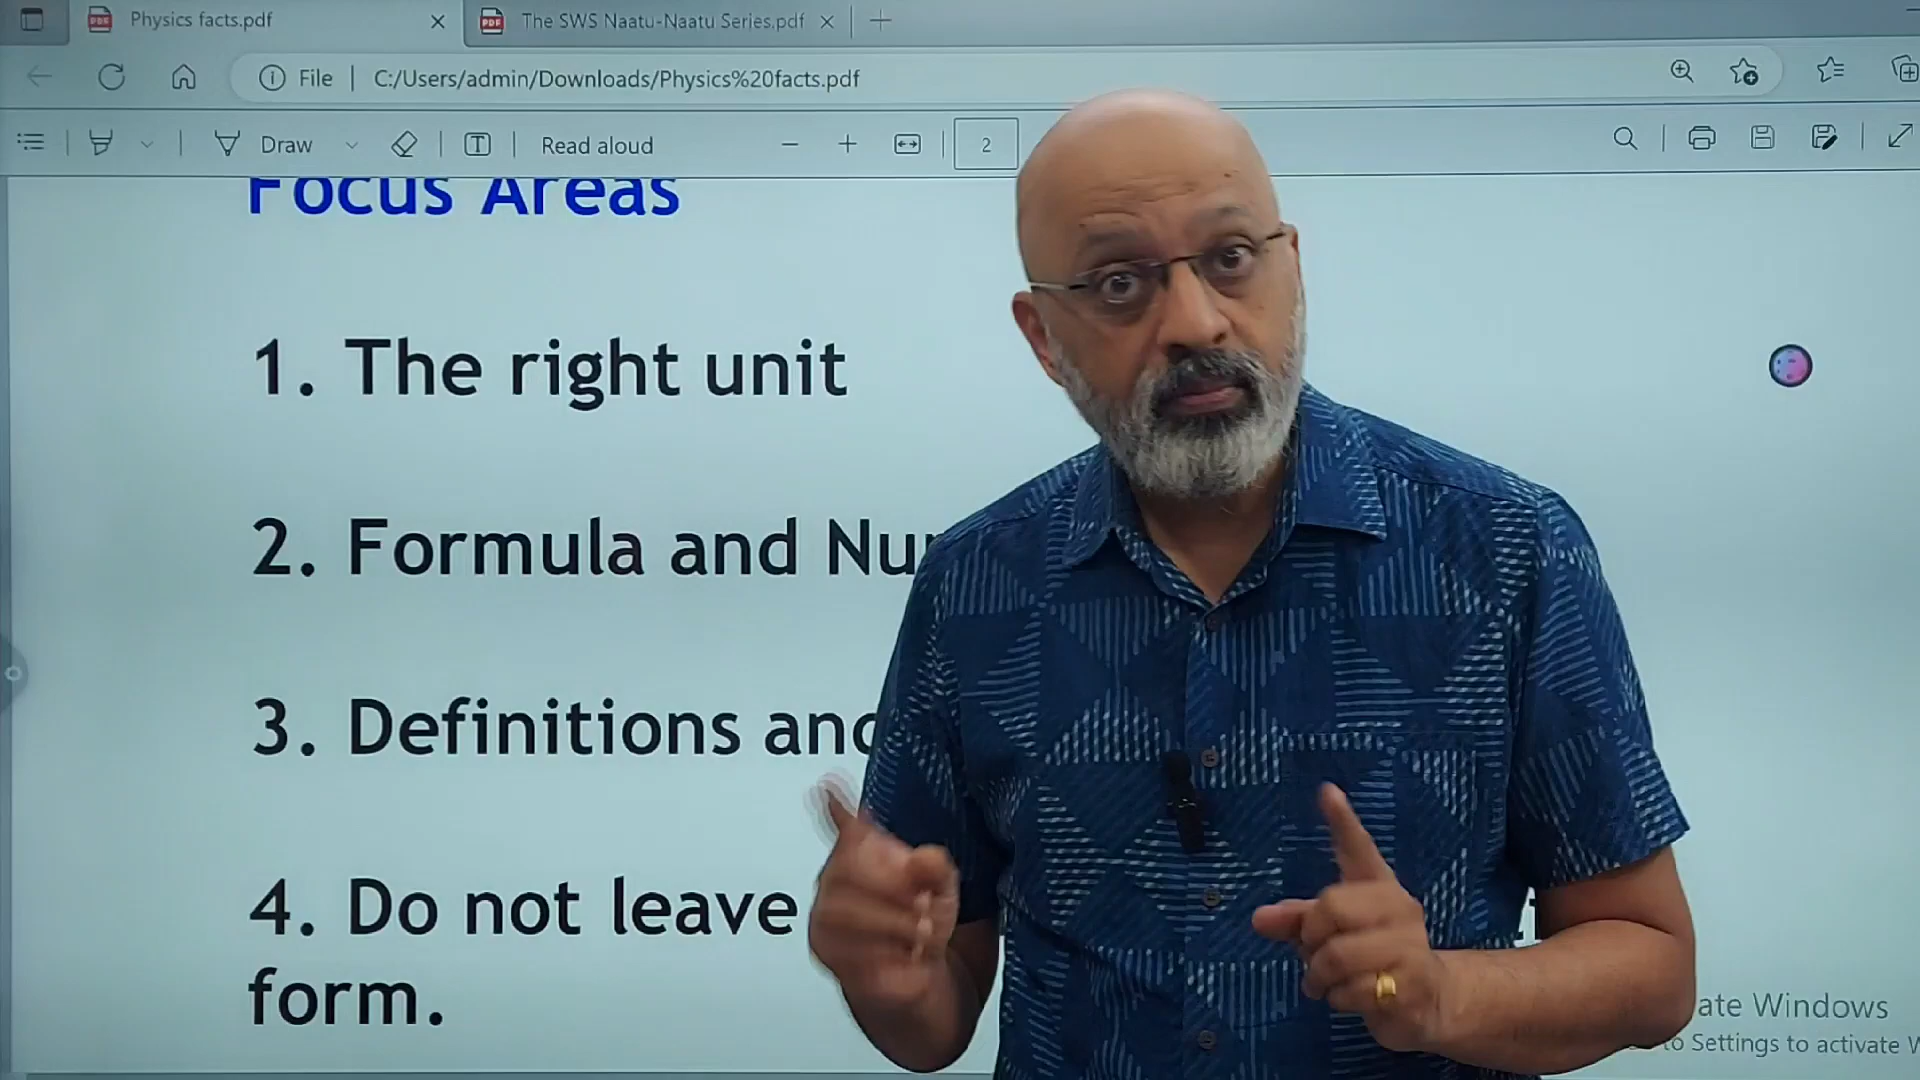 Physics facts.pdf
The SWS Naatu-Naatu Series.pdf
File | C:/Users/admin/Downloads/Physics%20facts.pdf
Draw
Read aloud
2
Focus Areas
1. The right unit
2. Formula and Nu
3. Definitions and
4. Do not leave
form.
ate Windows
to Settings to activate W